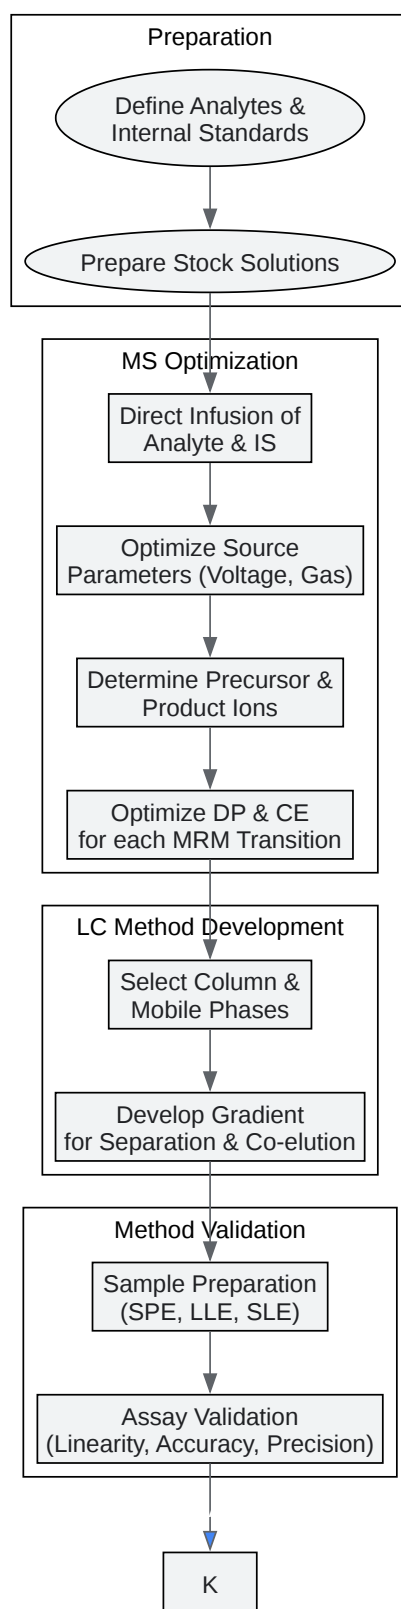 Preparation
Define Analytes &
Internal Standards
Prepare Stock Solutions
MS Optimization
Direct Infusion of
Analyte & IS
Optimize Source
Parameters (Voltage, Gas)
Determine Precursor &
Product Ions
Optimize DP & CE
for each MRM Transition
LC Method Development
Select Column &
Mobile Phases
Develop Gradient
for Separation & Co-elution
Method Validation
Sample Preparation
(SPE, LLE, SLE)
Assay Validation
(Linearity, Accuracy, Precision)
K